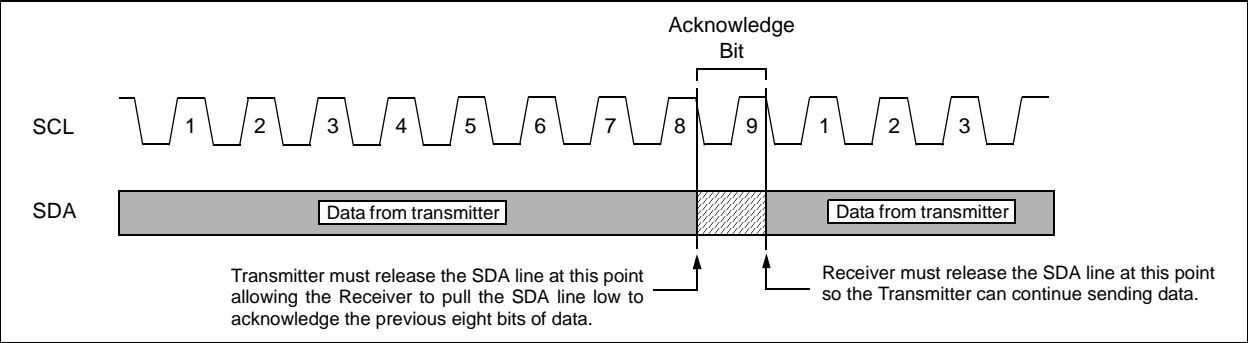 Acknowledge
Bit
SCL 1 2 3 4 5 6 7 8 9 1 2 3
SDA Data from transmitter Data from transmitter
Transmitter must release the SDA line at this point
allowing the Receiver to pull the SDA line low to
acknowledge the previous eight bits of data.
Receiver must release the SDA line at this point
so the Transmitter can continue sending data.